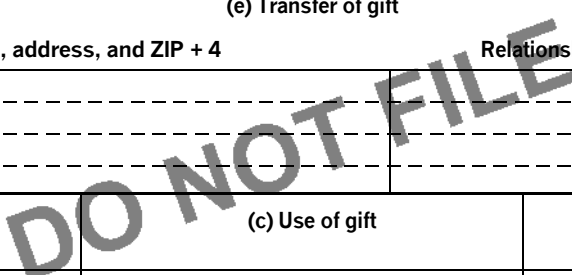 (e) Transfer of gift
, address, and ZIP + 4 Relations
(c) Use of gift
DO NOT FILE